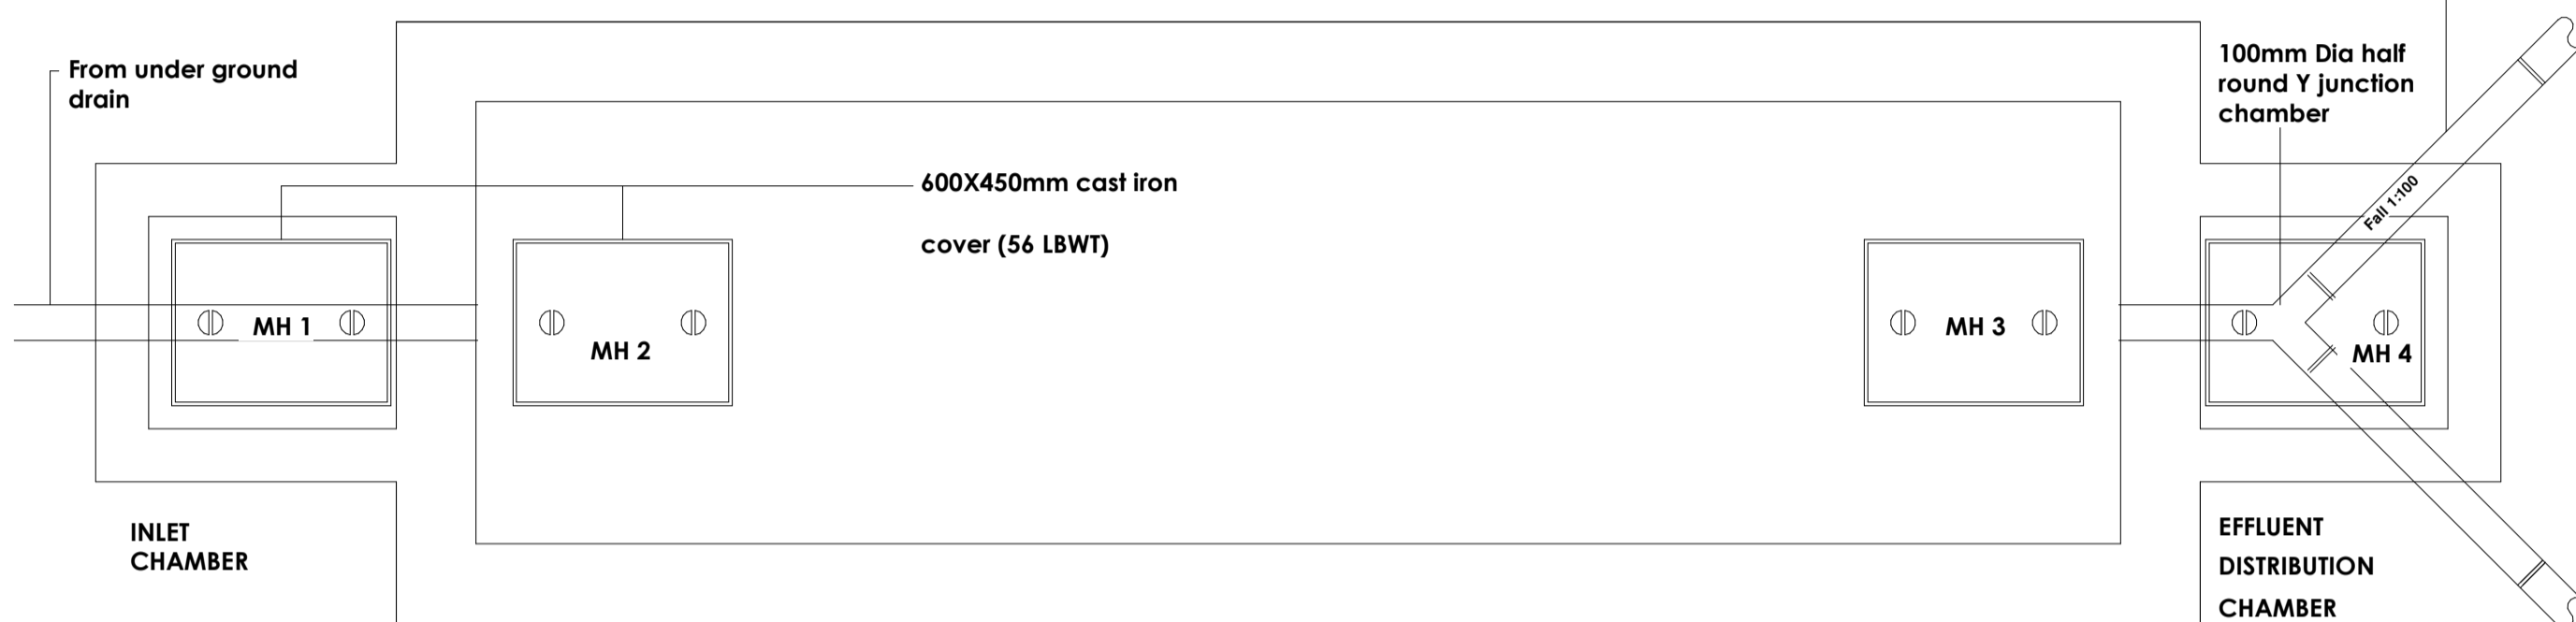 From under ground
drain
100mm Dia half
round Y junction
chamber
600X450mm cast iron
cover (56 LBWT)
Fall 1:100
MH 1
MH 2
MH 3
MH 4
INLET
CHAMBER
EFFLUENT
DISTRIBUTION
CHAMBER